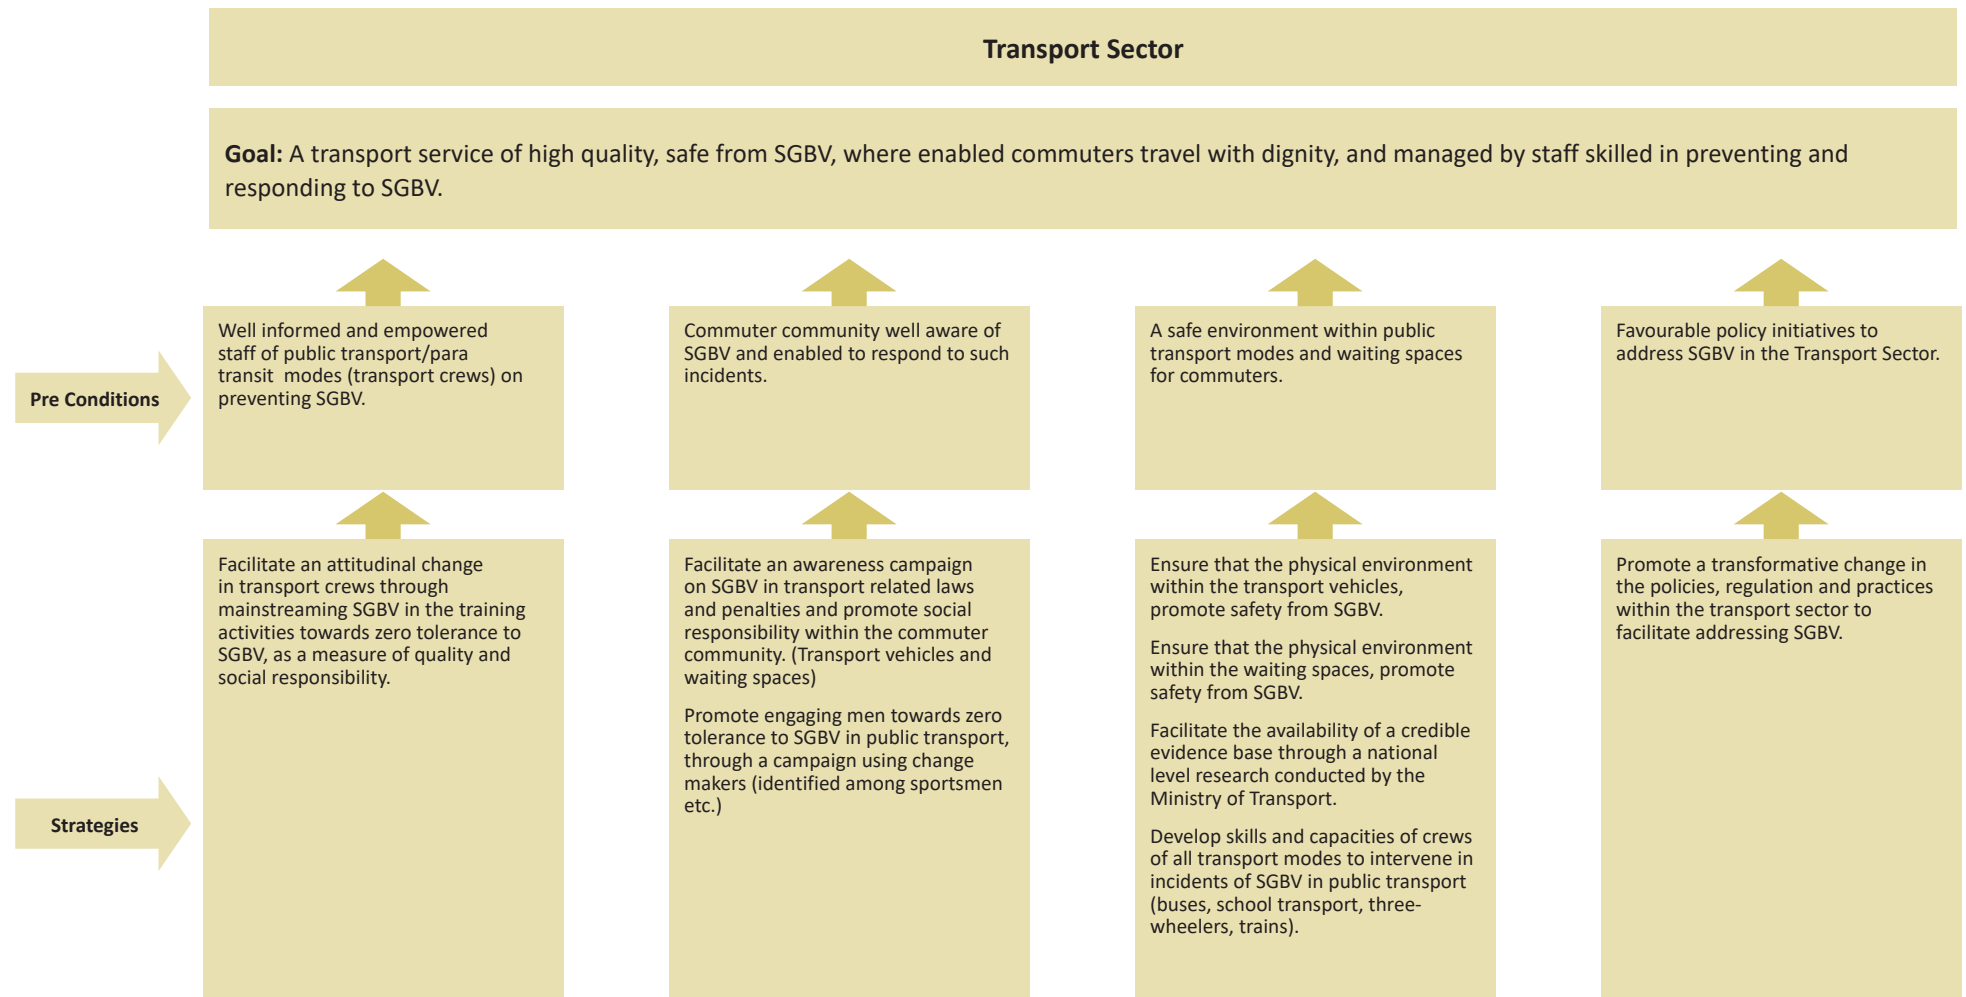 Transport Sector
Goal: A transport service of high quality, safe from SGBV, where enabled commuters travel with dignity, and managed by staff skilled in preventing and
responding to SGBV.
Pre Conditions
Well informed and empowered
staff of public transport/para
transit modes (transport crews) on
preventing SGBV.
Commuter community well aware of
SGBV and enabled to respond to such
incidents.
A safe environment within public
transport modes and waiting spaces
for commuters.
Favourable policy initiatives to
address SGBV in the Transport Sector.
Strategies
Facilitate an attitudinal change
in transport crews through
mainstreaming SGBV in the training
activities towards zero tolerance to
SGBV, as a measure of quality and
social responsibility.
Facilitate an awareness campaign
on SGBV in transport related laws
and penalties and promote social
responsibility within the commuter
community. (Transport vehicles and
waiting spaces)
Promote engaging men towards zero
tolerance to SGBV in public transport,
through a campaign using change
makers (identified among sportsmen
etc.)
Ensure that the physical environment
within the transport vehicles,
promote safety from SGBV.
Ensure that the physical environment
within the waiting spaces, promote
safety from SGBV.
Facilitate the availability of a credible
evidence base through a national
level research conducted by the
Ministry of Transport.
Develop skills and capacities of crews
of all transport modes to intervene in
incidents of SGBV in public transport
(buses, school transport, three-
wheelers, trains).
Promote a transformative change in
the policies, regulation and practices
within the transport sector to
facilitate addressing SGBV.